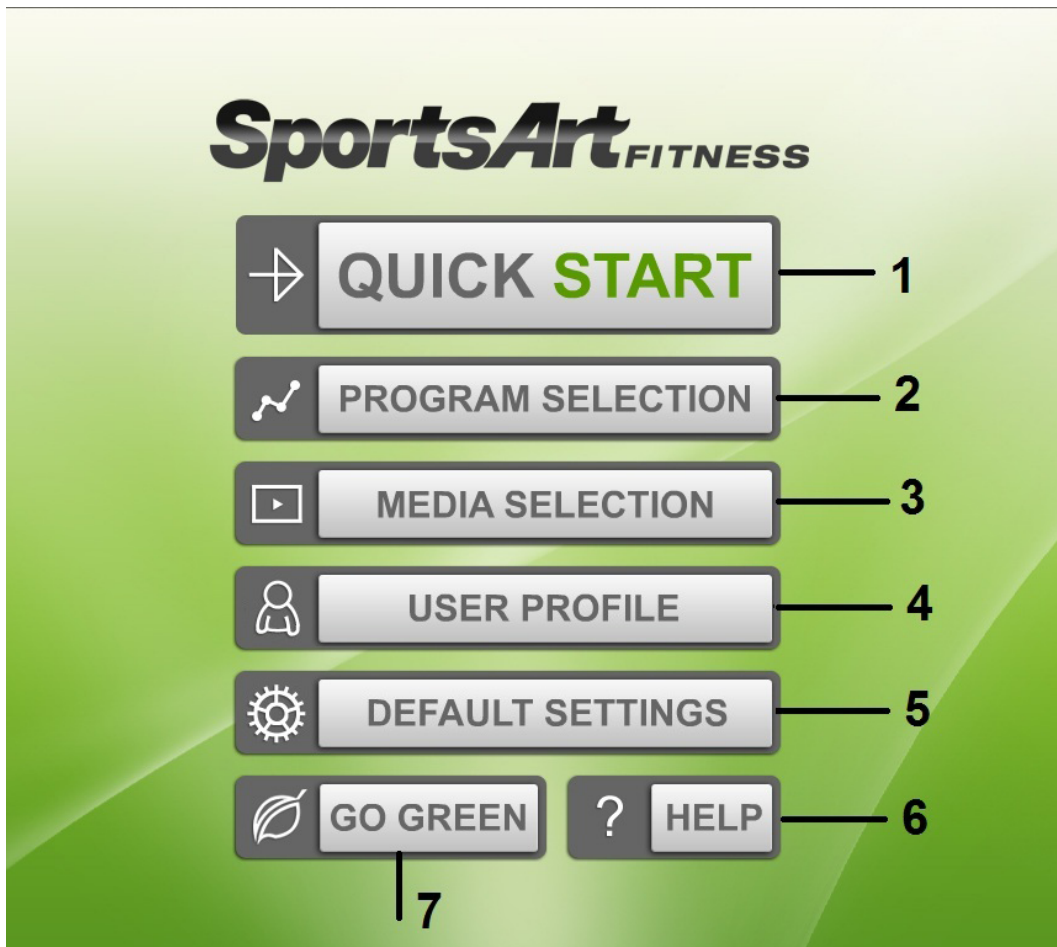 SportsArt FITNESS
QUICK START 1
PROGRAM SELECTION 2
MEDIA SELECTION 3
USER PROFILE 4
DEFAULT SETTINGS 5
GO GREEN ? HELP 6
7